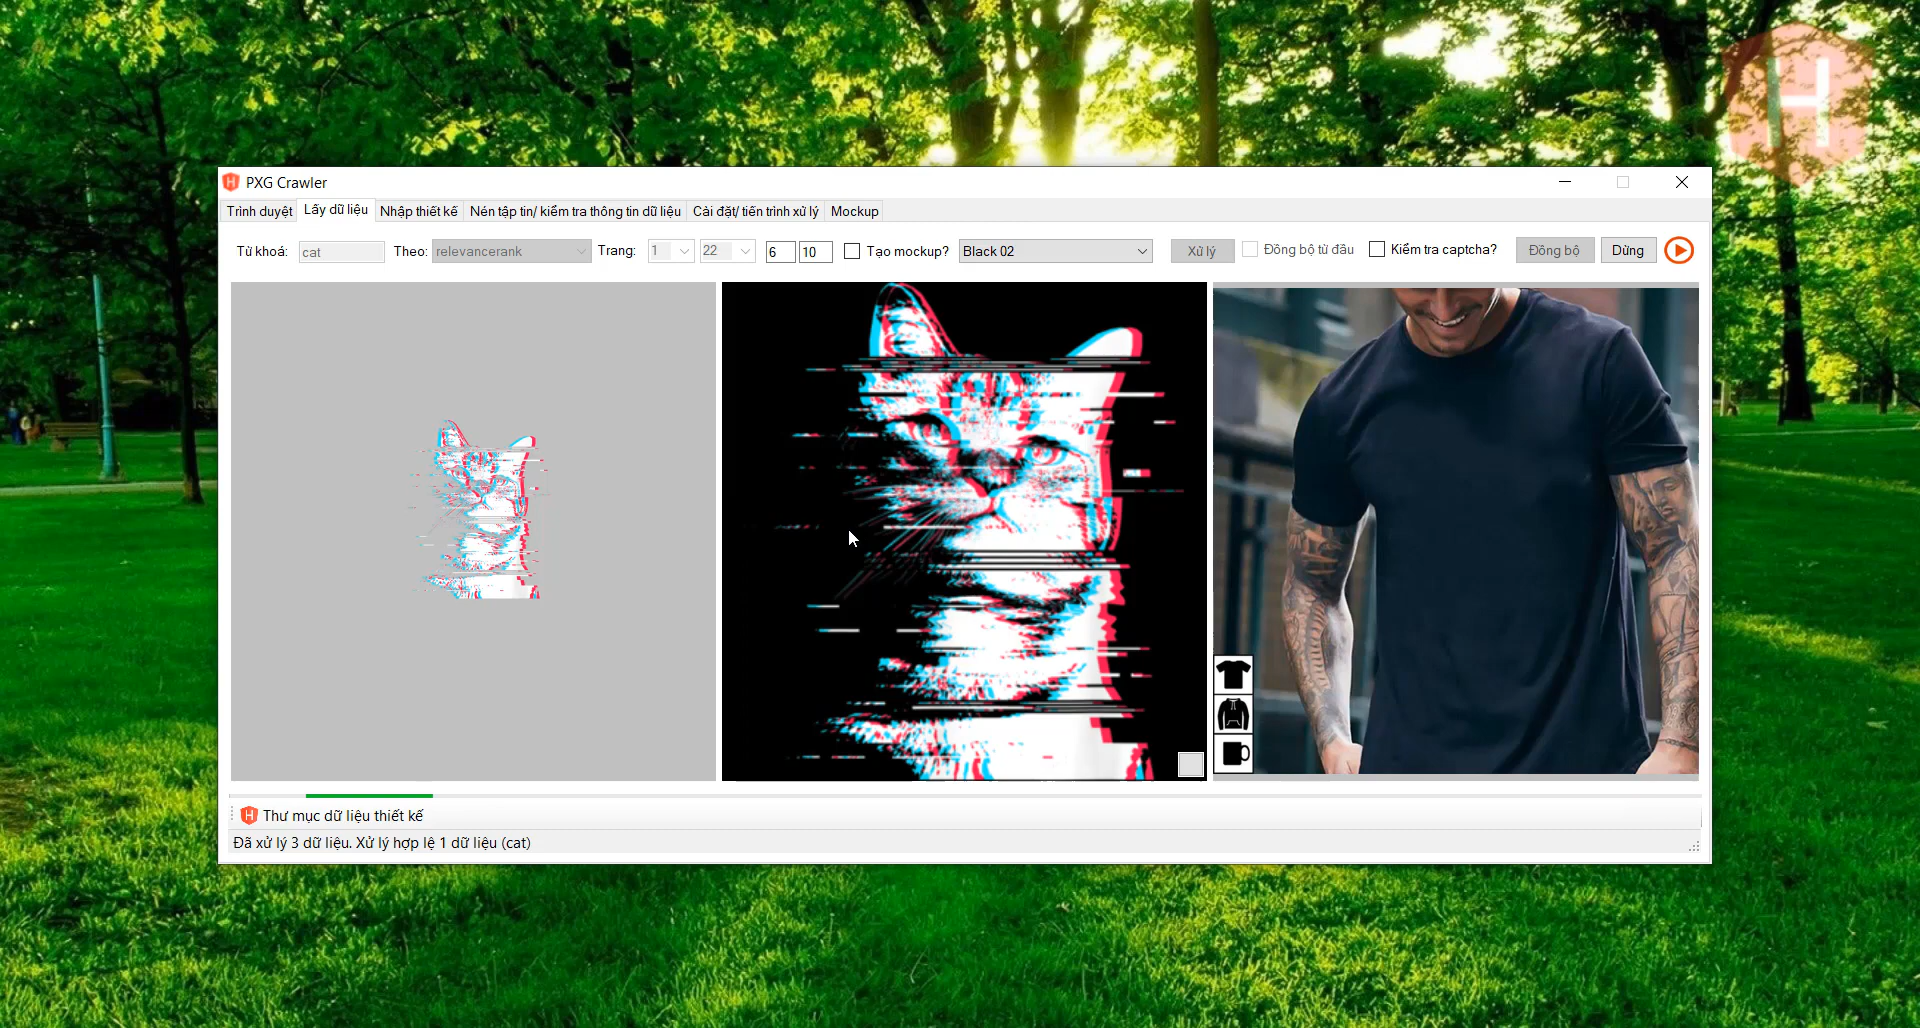 H
PXG Crawler
Trình duyệt Lấy dữ liệu Nhập thiết kế Nén tập tin/ kiểm tra thông tin dữ liệu Cài đặt/ tiến trình xử lý Mockup
Từ khoá: cat Theo: relevancerank Trang: 1 22 6 10 Tạo mockup? Black 02 Xử lý Đồng bộ từ đầu Kiểm tra captcha? Đồng bộ Dừng
H Thư mục dữ liệu thiết kế
Đã xử lý 3 dữ liệu. Xử lý hợp lệ 1 dữ liệu (cat)